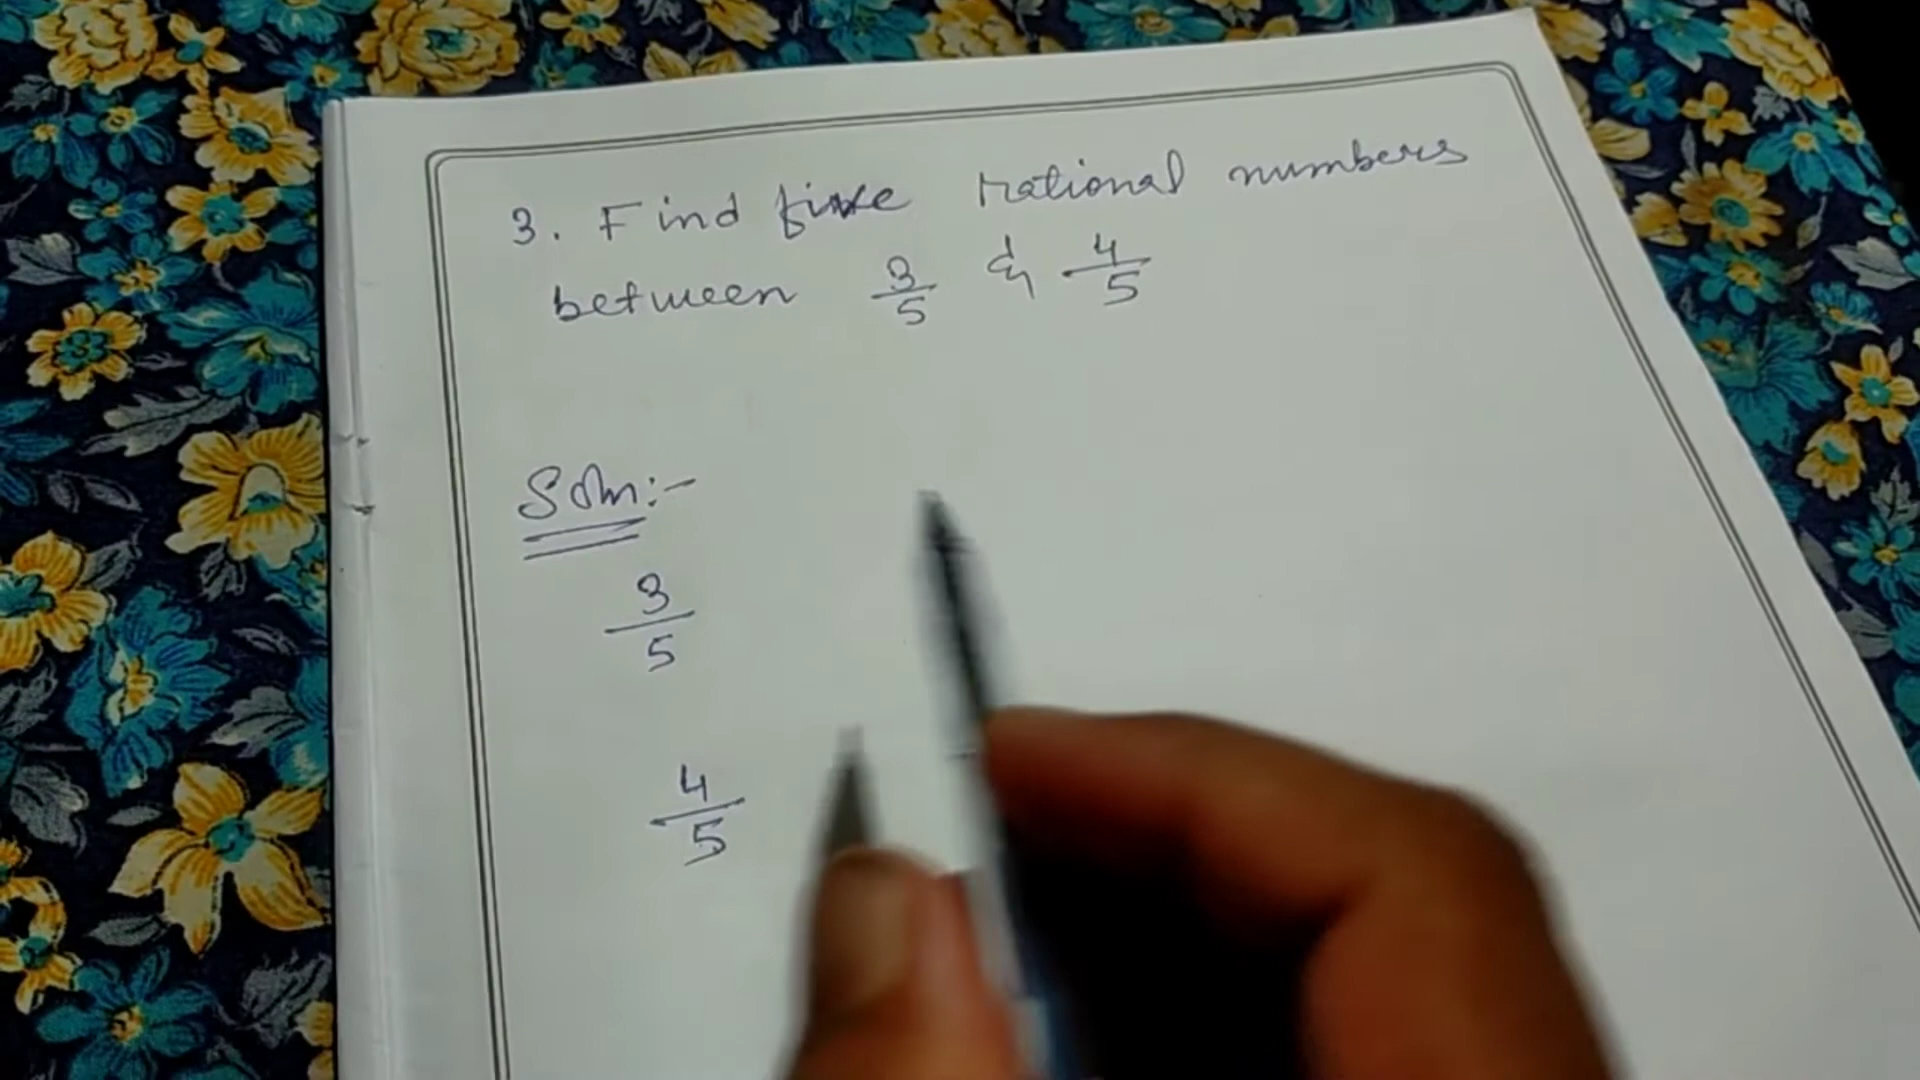 3. Find five rational numbers
between 3/5 & 4/5
Soln:-
3/5
4/5